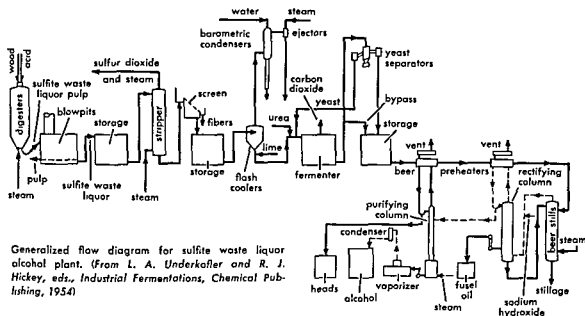 water
steam
barometric
condensers
ejectors
wood
acid
sulfite waste
liquor pulp
sulfur dioxide
and steam
screen
carbon
dioxide
yeast
separators
digesters
blowpits
storage
stripper
fibers
urea
yeast
bypass
storage
lime
storage
flash
coolers
fermenter
pulp
steam
sulfite waste
liquor
steam
vent
beer
preheaters
vent
rectifying
column
purifying
column
condenser
beer stills
steam
heads
alcohol
vaporizer
steam
fusel
oil
sodium
hydroxide
stillage
Generalized flow diagram for sulfite waste liquor
alcohol plant. (From L. A. Underkofler and R. J.
Hickey, eds., Industrial Fermentations, Chemical Pub-
lishing, 1954)